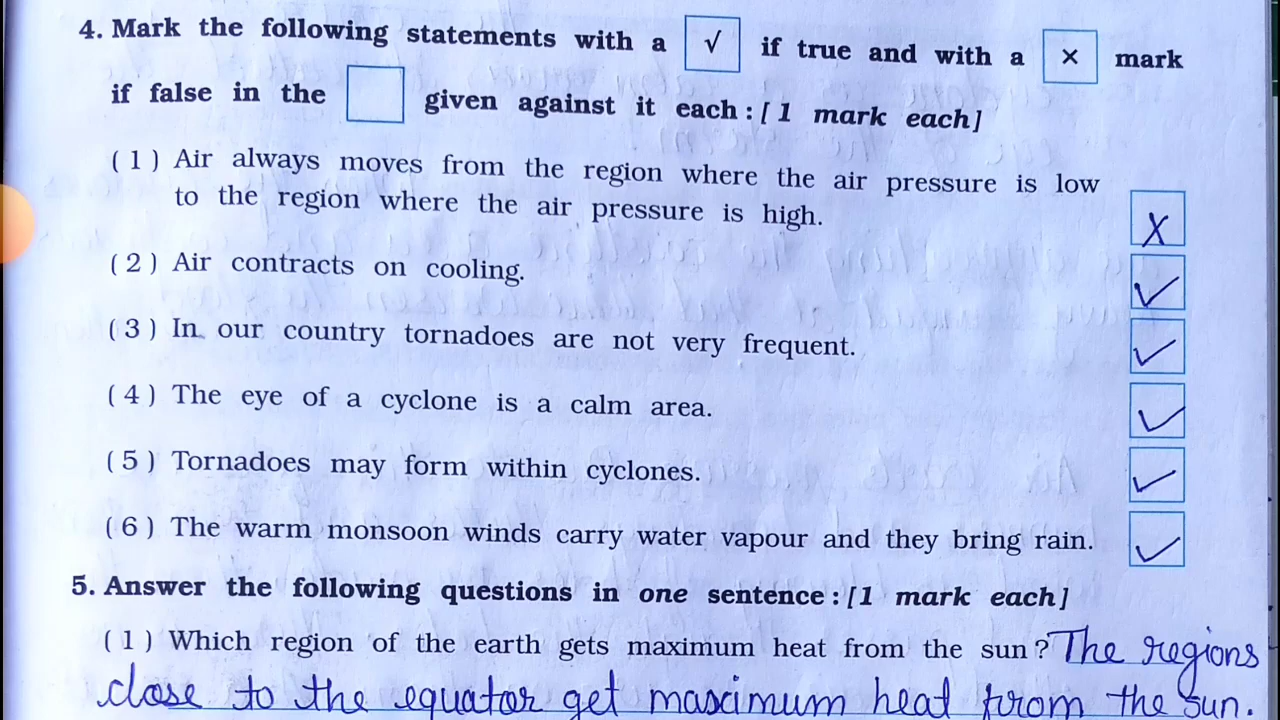 4. Mark the following statements with a √ if true and with a × mark
if false in the given against it each : [ 1 mark each]
( 1 ) Air always moves from the region where the air pressure is low
to the region where the air pressure is high. X
( 2 ) Air contracts on cooling. ✓
( 3 ) In our country tornadoes are not very frequent. ✓
( 4 ) The eye of a cyclone is a calm area. ✓
( 5 ) Tornadoes may form within cyclones. ✓
( 6 ) The warm monsoon winds carry water vapour and they bring rain. ✓
5. Answer the following questions in one sentence : [1 mark each]
( 1 ) Which region of the earth gets maximum heat from the sun ? The regions
close to the equator get maximum heat from the sun.